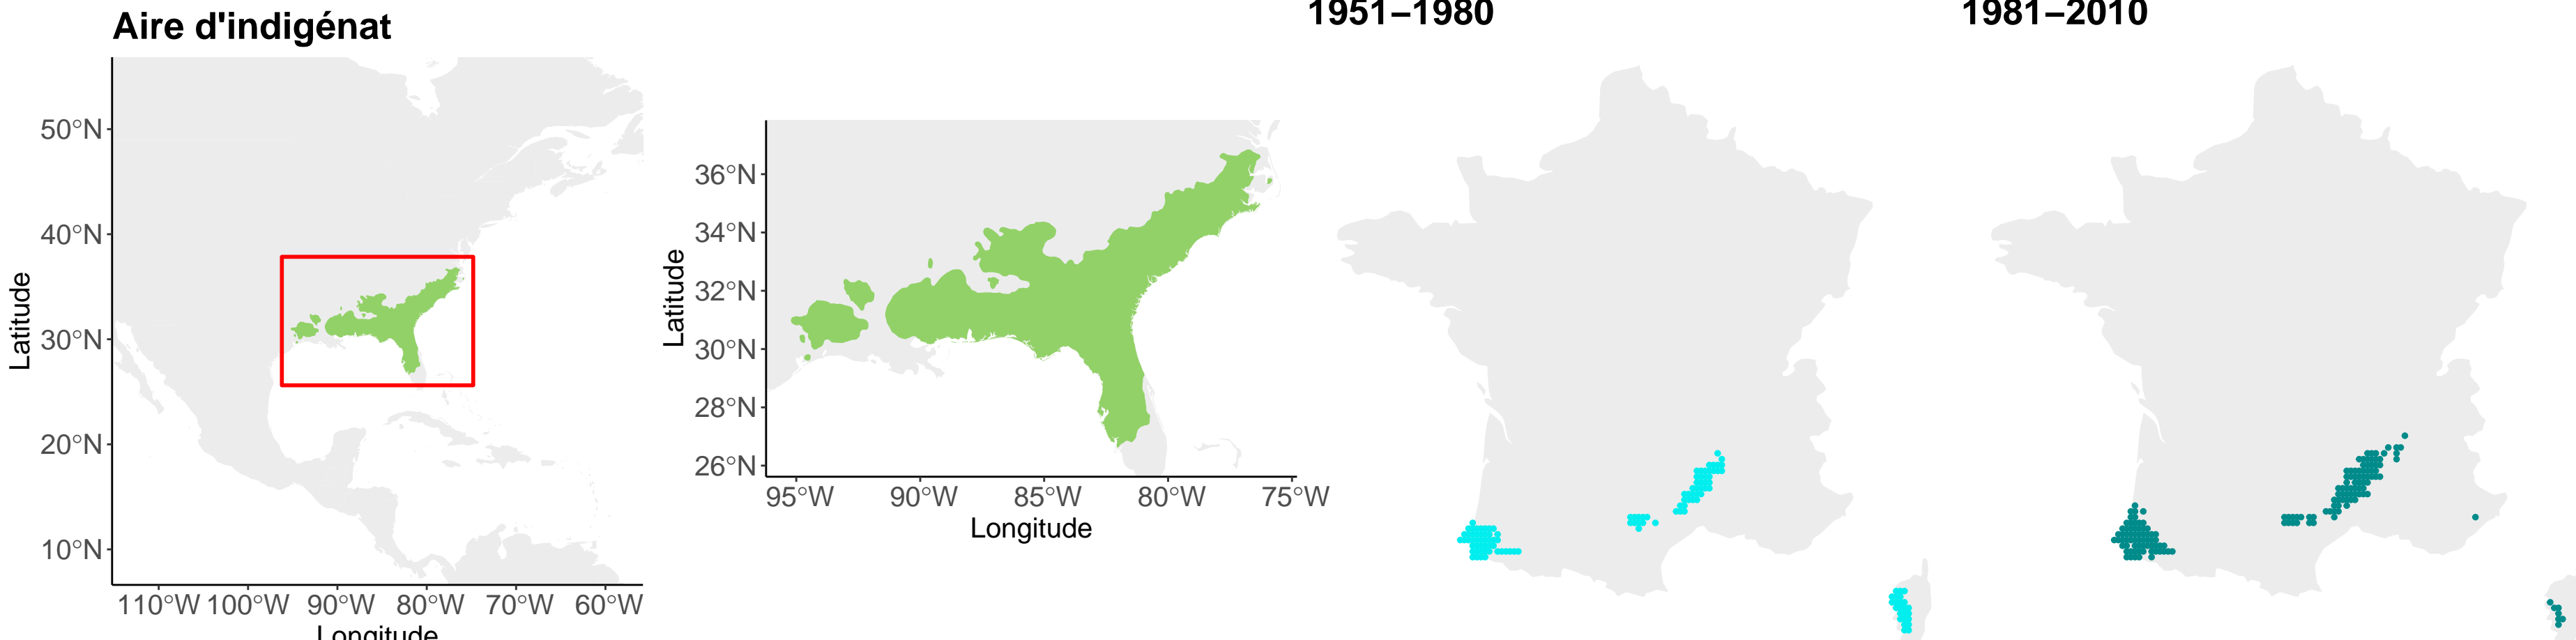 Aire d'indigénat
1951–1980
1981–2010
50°N
40°N
30°N
20°N
10°N
Latitude
110°W 100°W 90°W 80°W 70°W 60°W
Longitude
36°N
34°N
32°N
30°N
28°N
26°N
Latitude
95°W 90°W 85°W 80°W 75°W
Longitude